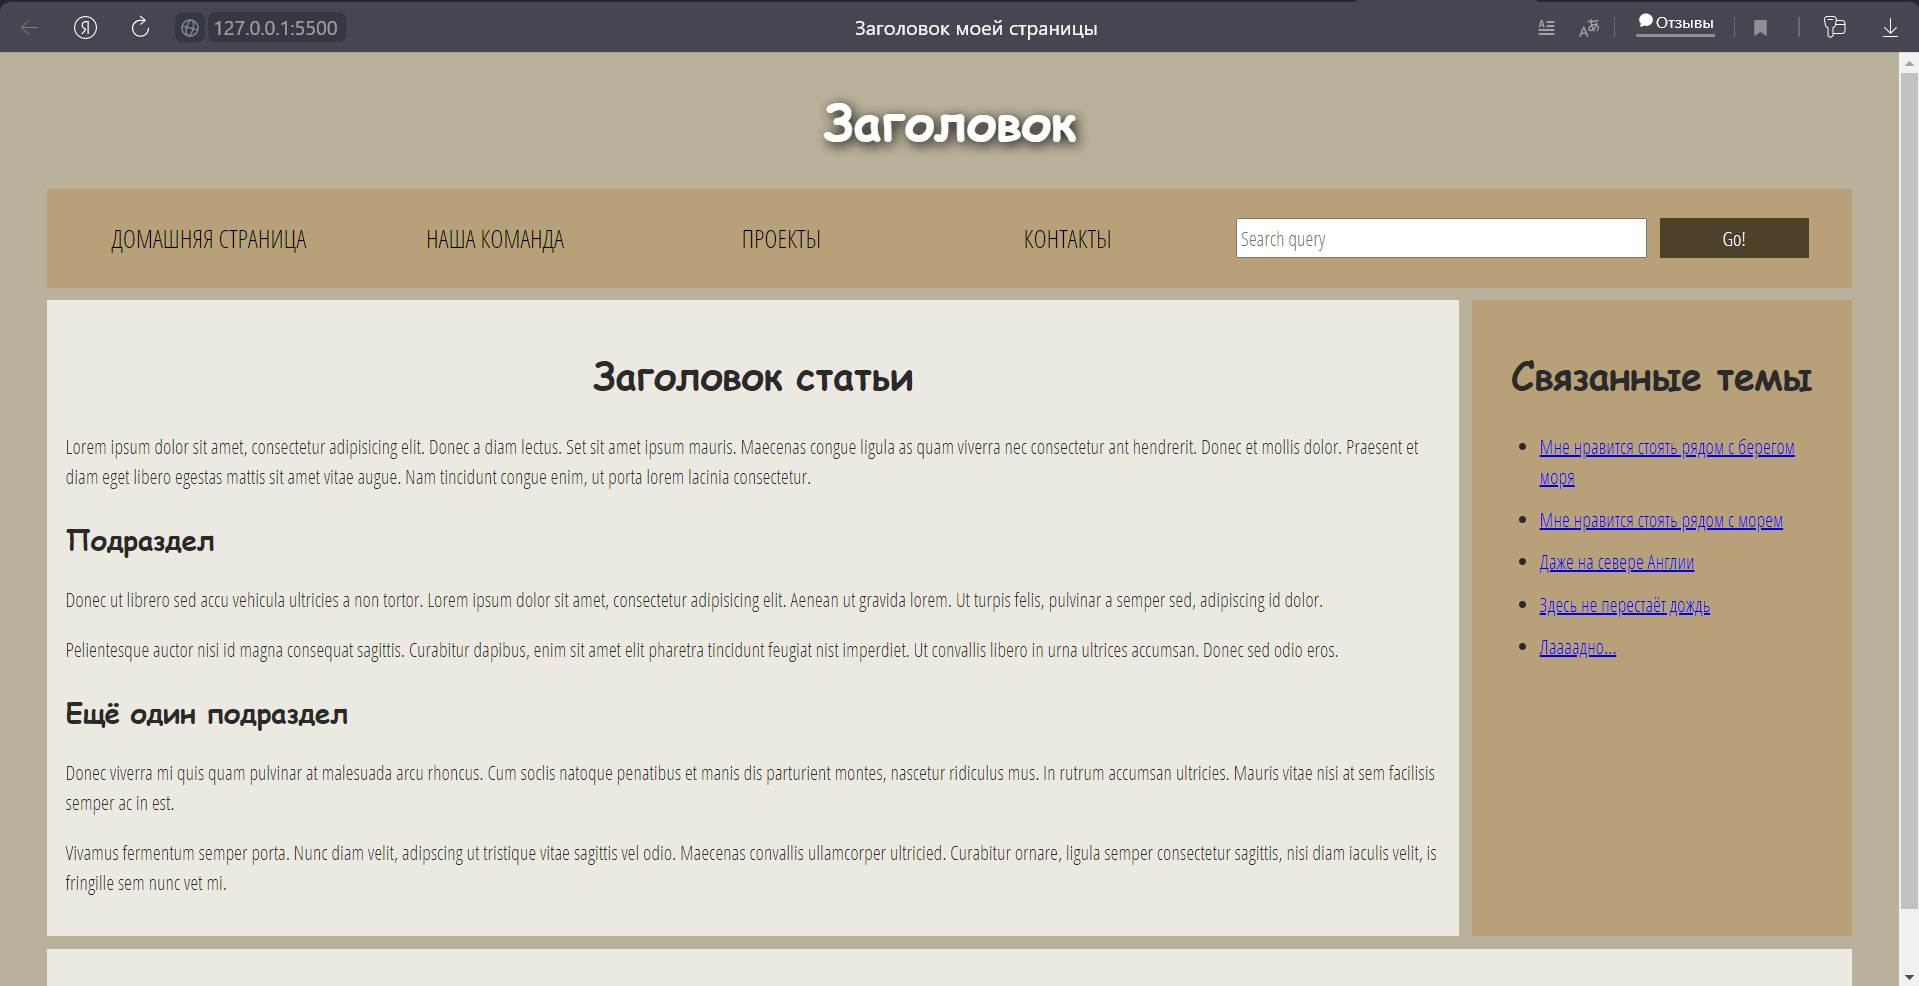 Я
127.0.0.1:5500
Заголовок моей страницы
Отзывы
Заголовок
ДОМАШНЯЯ СТРАНИЦА
НАША КОМАНДА
ПРОЕКТЫ
КОНТАКТЫ
Search query
Go!
Заголовок статьи
Lorem ipsum dolor sit amet, consectetur adipisicing elit. Donec a diam lectus. Set sit amet ipsum mauris. Maecenas congue ligula as quam viverra nec consectetur ant hendrerit. Donec et mollis dolor. Praesent et
diam eget libero egestas mattis sit amet vitae augue. Nam tincidunt congue enim, ut porta lorem lacinia consectetur.
Подраздел
Donec ut librero sed accu vehicula ultricies a non tortor. Lorem ipsum dolor sit amet, consectetur adipisicing elit. Aenean ut gravida lorem. Ut turpis felis, pulvinar a semper sed, adipiscing id dolor.
Pelientesque auctor nisi id magna consequat sagittis. Curabitur dapibus, enim sit amet elit pharetra tincidunt feugiat nist imperdiet. Ut convallis libero in urna ultrices accumsan. Donec sed odio eros.
Ещё один подраздел
Donec viverra mi quis quam pulvinar at malesuada arcu rhoncus. Cum soclis natoque penatibus et manis dis parturient montes, nascetur ridiculus mus. In rutrum accumsan ultricies. Mauris vitae nisi at sem facilisis
semper ac in est.
Vivamus fermentum semper porta. Nunc diam velit, adipscing ut tristique vitae sagittis vel odio. Maecenas convallis ullamcorper ultricied. Curabitur ornare, ligula semper consectetur sagittis, nisi diam iaculis velit, is
fringille sem nunc vet mi.
Связанные темы
Мне нравится стоять рядом с берегом
моря
Мне нравится стоять рядом с морем
Даже на севере Англии
Здесь не перестаёт дождь
Лаааадно...